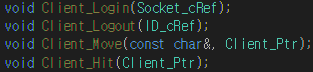 void Client_Login(Socket_cRef);
void Client_Logout(ID_cRef);
void Client_Move(const char&, Client_Ptr);
void Client_Hit(Client_Ptr);